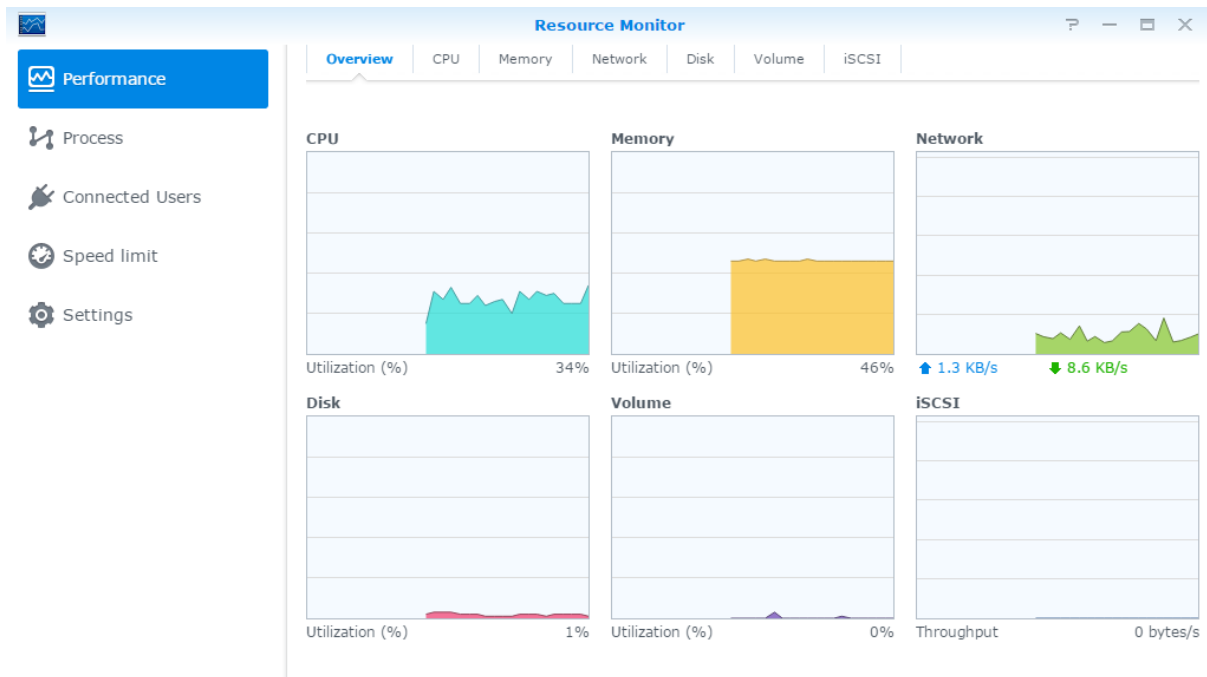 Resource Monitor
Performance
Process
Connected Users
Speed limit
Settings
Overview CPU Memory Network Disk Volume iSCSI
CPU
Utilization (%) 34%
Memory
Utilization (%) 46%
Network
1.3 KB/s 8.6 KB/s
Disk
Utilization (%) 1%
Volume
Utilization (%) 0%
iSCSI
Throughput 0 bytes/s